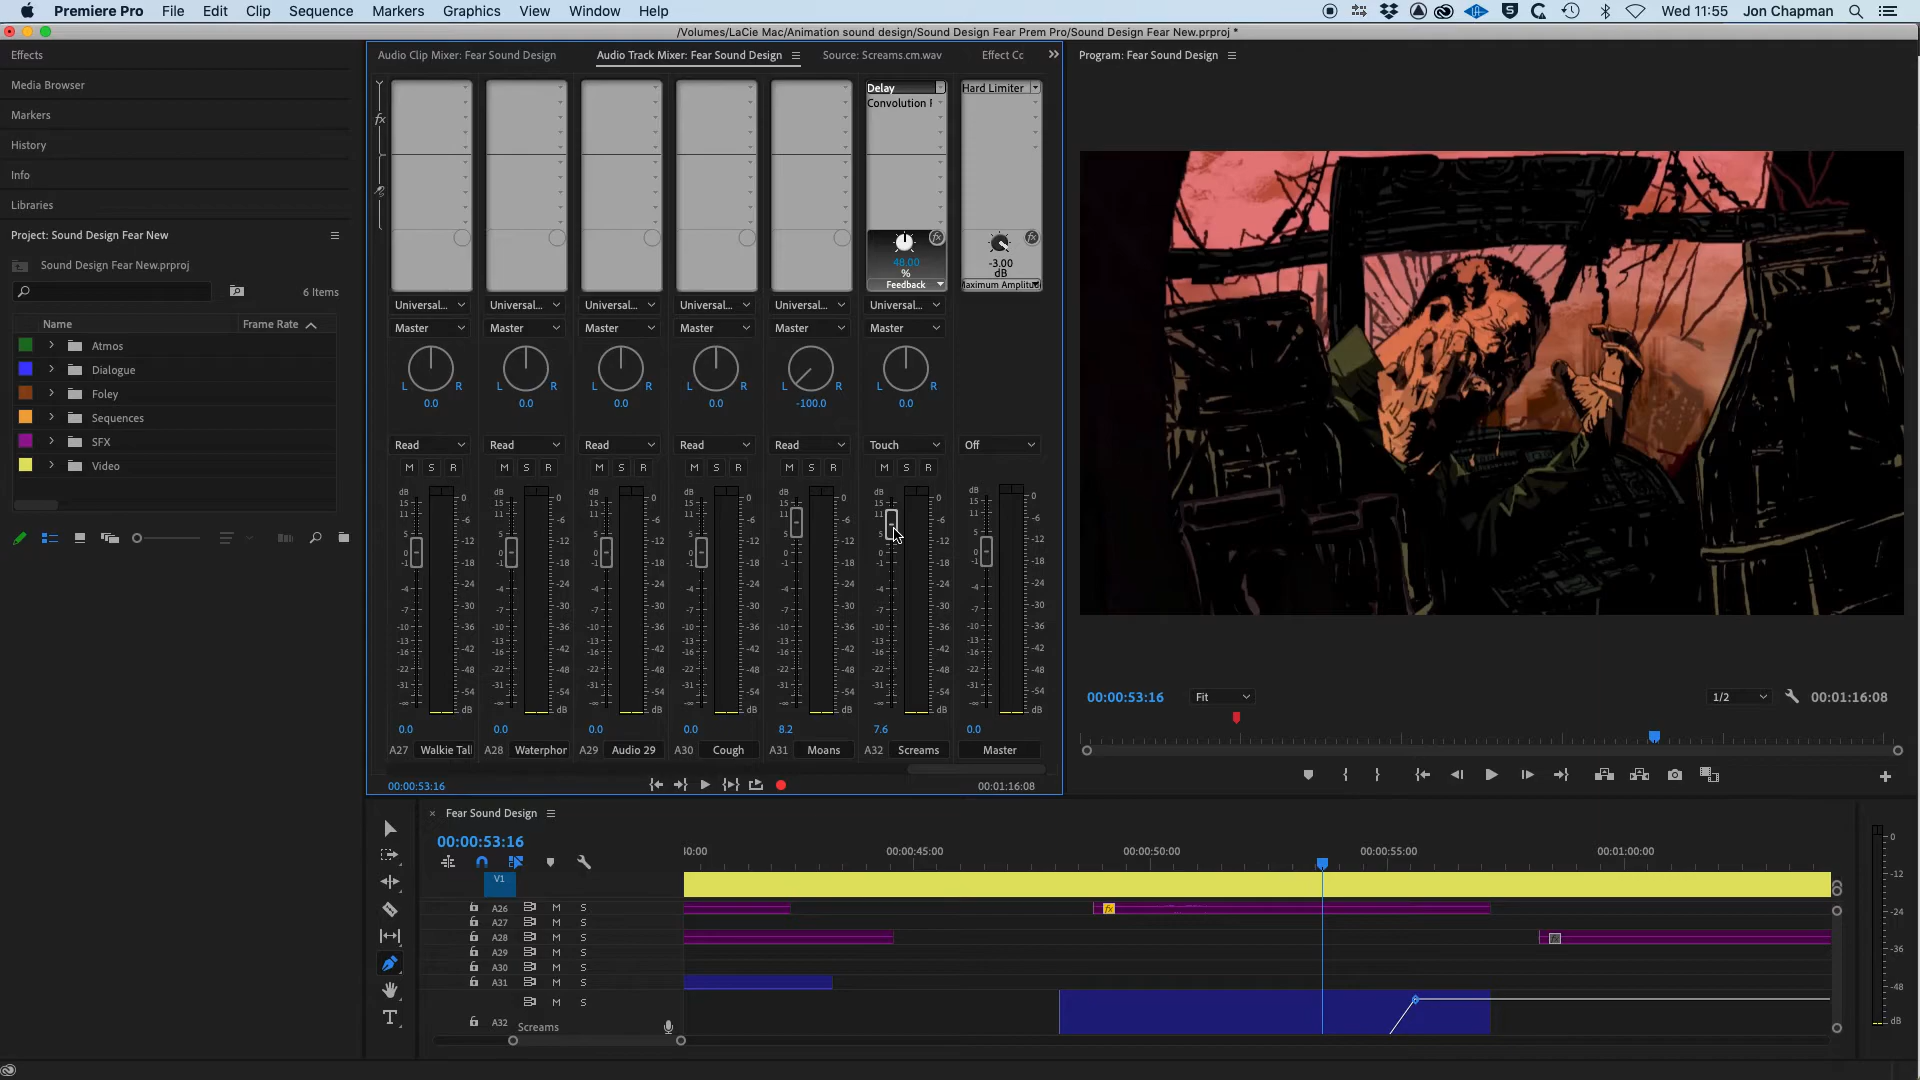 Premiere Pro File Edit Clip Sequence Markers Graphics View Window Help Wed 11:55 Jon Chapman
/Volumes/LaCie Mac/Animation sound design/Sound Design Fear Prem Pro/Sound Design Fear New.prproj *
Effects
Media Browser
Markers
History
Info
Libraries
Project: Sound Design Fear New
Sound Design Fear New.prproj
6 Items
Name Frame Rate
Atmos
Dialogue
Foley
Sequences
SFX
Video
Audio Clip Mixer: Fear Sound Design Audio Track Mixer: Fear Sound Design Source: Screams.cm.wav Effect Cc
Delay Hard Limiter
Convolution F
fx
48.00 -3.00
% dB
Feedback Maximum Amplitud
Universal... Universal... Universal... Universal... Universal... Universal...
Master Master Master Master Master Master
L R L R L R L R L R L R
0.0 0.0 0.0 0.0 -100.0 0.0
Read Read Read Read Read Touch Off
M S R M S R M S R M S R M S R M S R
dB 15 11 5 0 -1 -4 -7 -10 -13 -16 -22 -31 -∞
0 -6 -12 -18 -24 -30 -36 -42 -48 -54 dB
0.0 0.0 0.0 0.0 8.2 7.6 0.0
A27 Walkie Tal A28 Waterphor A29 Audio 29 A30 Cough A31 Moans A32 Screams Master
00:00:53:16 00:01:16:08
Program: Fear Sound Design
00:00:53:16 Fit 1/2 00:01:16:08
Fear Sound Design
00:00:53:16
00:00:45:00 00:00:50:00 00:00:55:00 00:01:00:00
V1
A26 M S fx
A27 M S
A28 M S
A29 M S
A30 M S
A31 M S
M S
A32 Screams
0
-12
-24
-36
-48
dB